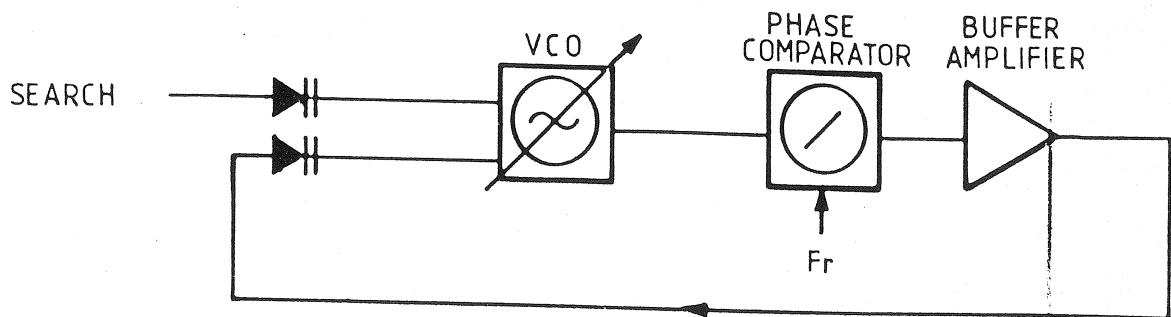 SEARCH
VCO
PHASE
COMPARATOR
BUFFER
AMPLIFIER
Fr